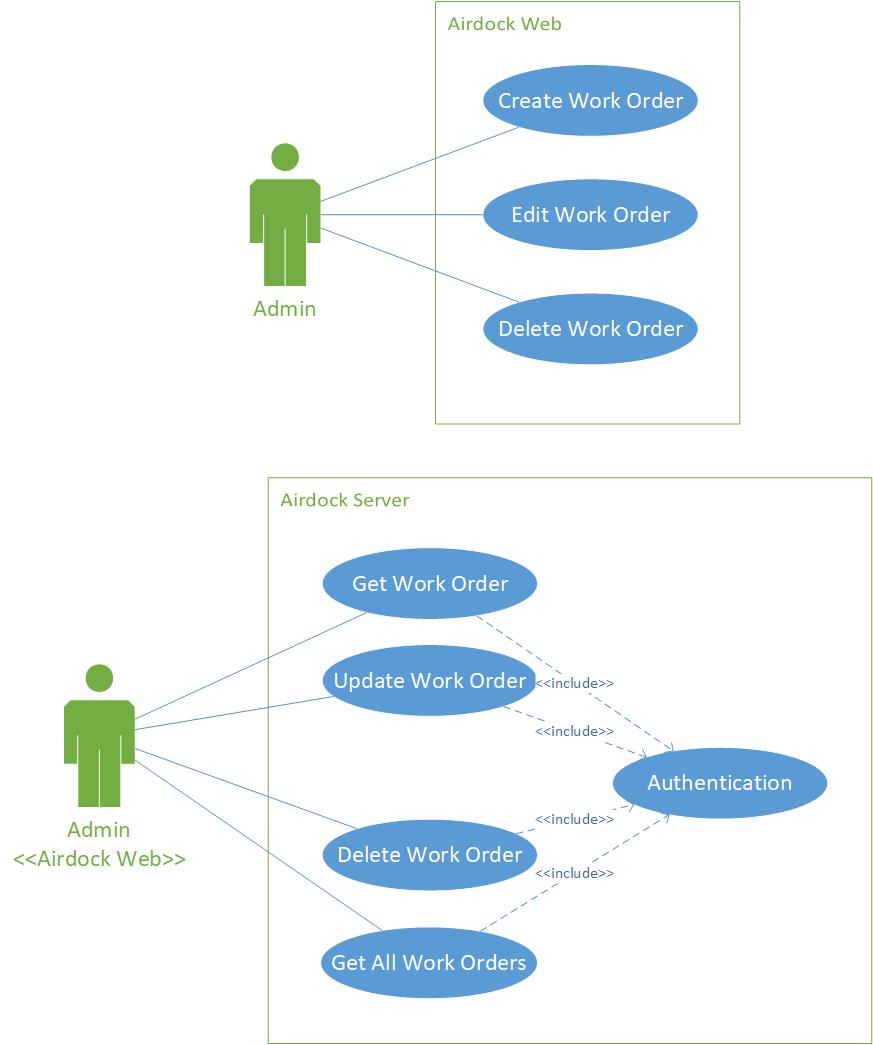 Airdock Web
Create Work Order
Edit Work Order
Admin
Delete Work Order
Airdock Server
Get Work Order
Update Work Order
<<include>>
<<include>>
Authentication
<<include>>
Admin
<<Airdock Web>>
Delete Work Order
<<include>>
Get All Work Orders